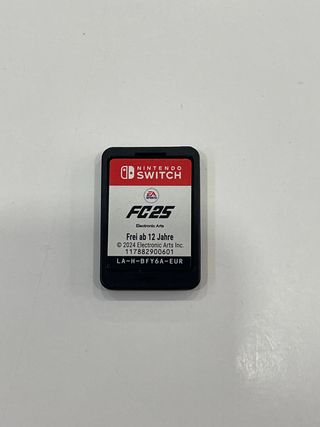 NINTENDO
SWITCH
EA
SPORTS
FC25
Electronic Arts
Frei ab 12 Jahre
© 2024 Electronic Arts Inc.
117882900601
LA-H-BFY6A-EUR